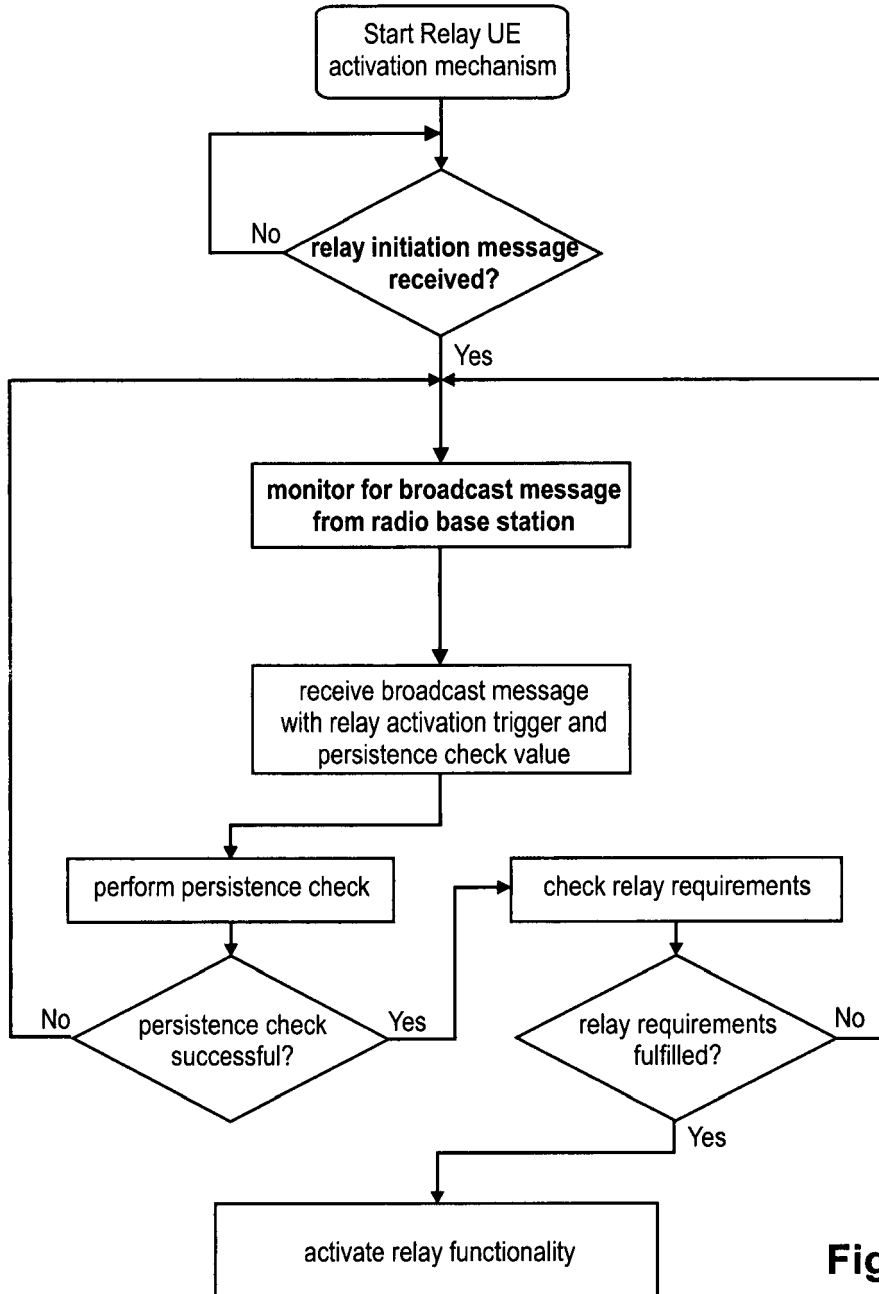 Start Relay UE
activation mechanism
No
relay initiation message
received?
Yes
monitor for broadcast message
from radio base station
receive broadcast message
with relay activation trigger and
persistence check value
perform persistence check
check relay requirements
No
persistence check
successful?
Yes
relay requirements
fulfilled?
No
Yes
activate relay functionality
Fig